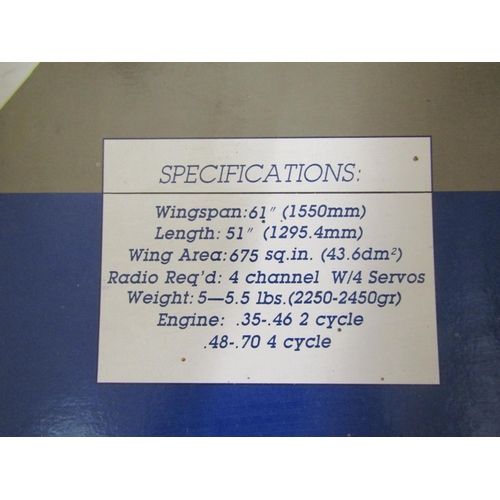 SPECIFICATIONS:
Wingspan:61" (1550mm)
Length: 51" (1295.4mm)
Wing Area:675 sq.in. (43.6dm²)
Radio Req'd: 4 channel W/4 Servos
Weight:5—5.5 lbs.(2250-2450gr)
Engine: .35-.46 2 cycle
.48-.70 4 cycle